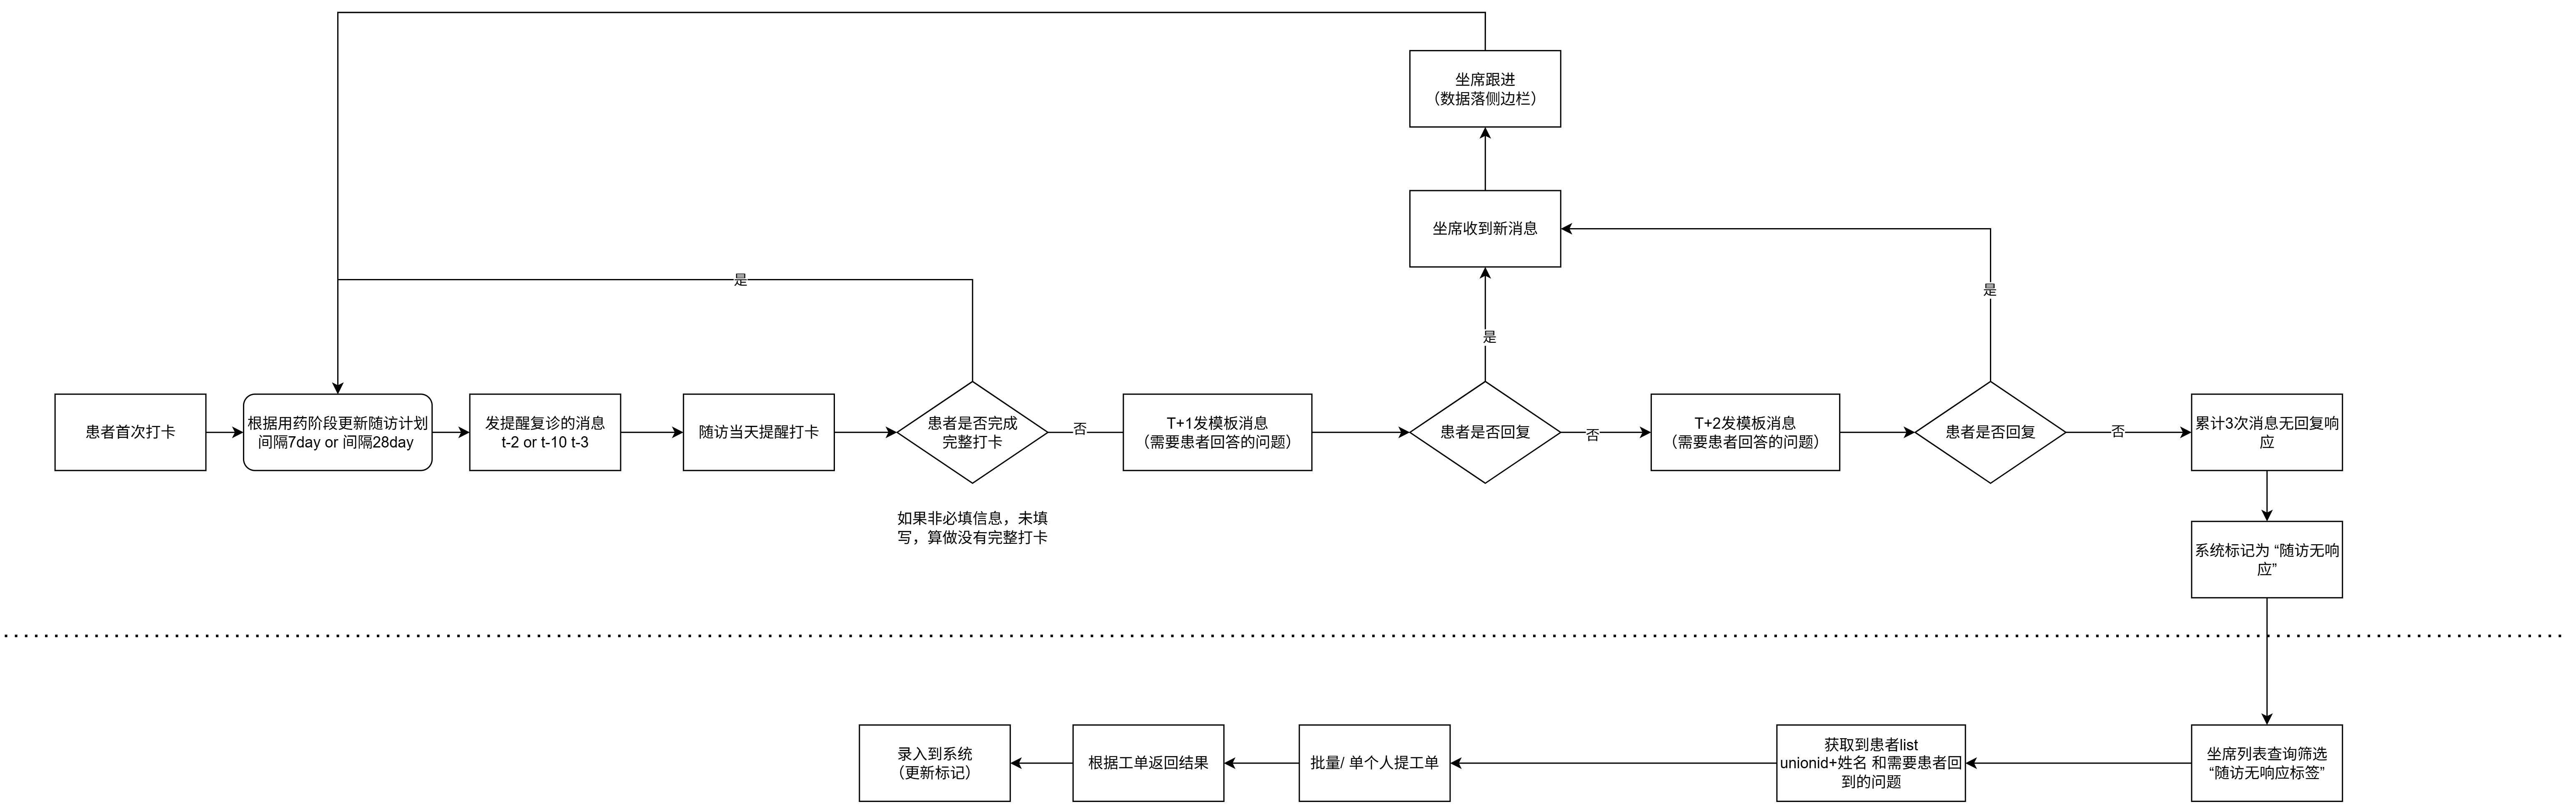 坐席跟进
（数据落侧边栏）
坐席收到新消息
是
是
是
患者首次打卡
根据用药阶段更新随访计划
间隔7day or 间隔28day
发提醒复诊的消息
t-2 or t-10 t-3
随访当天提醒打卡
患者是否完成
完整打卡
否
T+1发模板消息
（需要患者回答的问题）
患者是否回复
否
T+2发模板消息
（需要患者回答的问题）
患者是否回复
否
累计3次消息无回复响
应
如果非必填信息，未填
写，算做没有完整打卡
系统标记为 “随访无响
应”
录入到系统
（更新标记）
根据工单返回结果
批量/ 单个人提工单
获取到患者list
unionid+姓名 和需要患者回
到的问题
坐席列表查询筛选
“随访无响应标签”